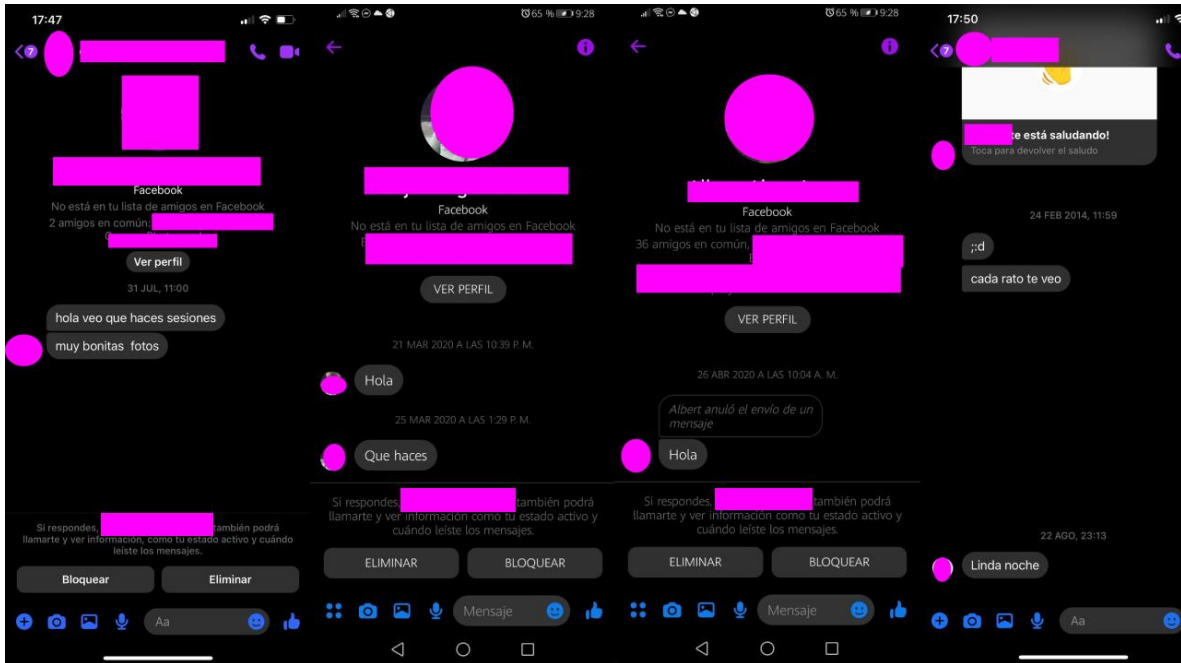 17:47
7
Facebook
No está en tu lista de amigos en Facebook
2 amigos en común:
Ver perfil
31 JUL, 11:00
hola veo que haces sesiones
muy bonitas fotos
Si respondes, también podrá
llamarte y ver información, como tu estado activo y cuándo
leíste los mensajes.
Bloquear
Eliminar
Aa
65 % 9:28
Facebook
No está en tu lista de amigos en Facebook
VER PERFIL
21 MAR 2020 A LAS 10:39 P. M.
Hola
25 MAR 2020 A LAS 1:29 P. M.
Que haces
Si respondes, también podrá
llamarte y ver información como tu estado activo y
cuándo leíste los mensajes.
ELIMINAR
BLOQUEAR
Mensaje
65 % 9:28
Facebook
No está en tu lista de amigos en Facebook
36 amigos en común,
VER PERFIL
26 ABR 2020 A LAS 10:04 A. M.
Albert anuló el envío de un
mensaje
Hola
Si respondes, también podrá
llamarte y ver información como tu estado activo y
cuándo leíste los mensajes.
ELIMINAR
BLOQUEAR
Mensaje
17:50
7
te está saludando!
Toca para devolver el saludo
24 FEB 2014, 11:59
;:d
cada rato te veo
22 AGO, 23:13
Linda noche
Aa